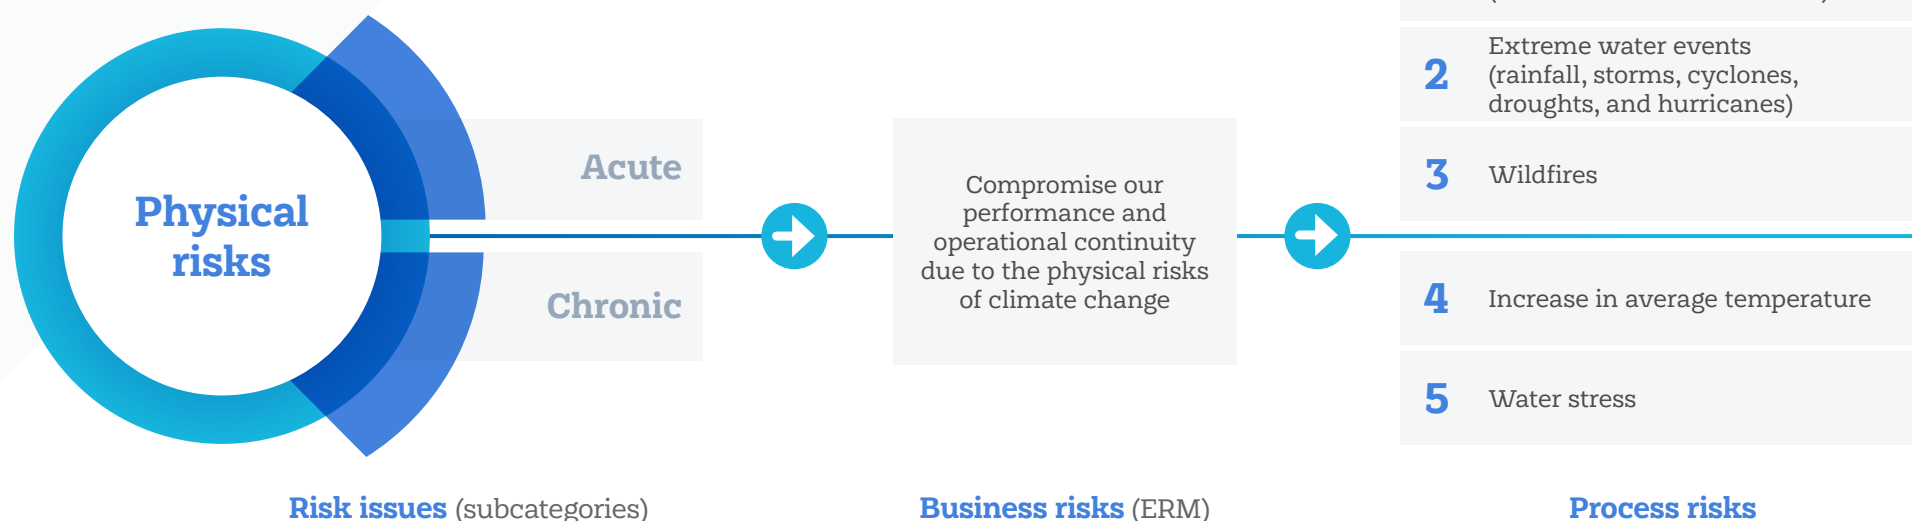 Physical
risks
Acute
Chronic
Compromise our
performance and
operational continuity
due to the physical risks
of climate change
2
Extreme water events
(rainfall, storms, cyclones,
droughts, and hurricanes)
3
Wildfires
4
Increase in average temperature
5
Water stress
Risk issues (subcategories)
Business risks (ERM)
Process risks